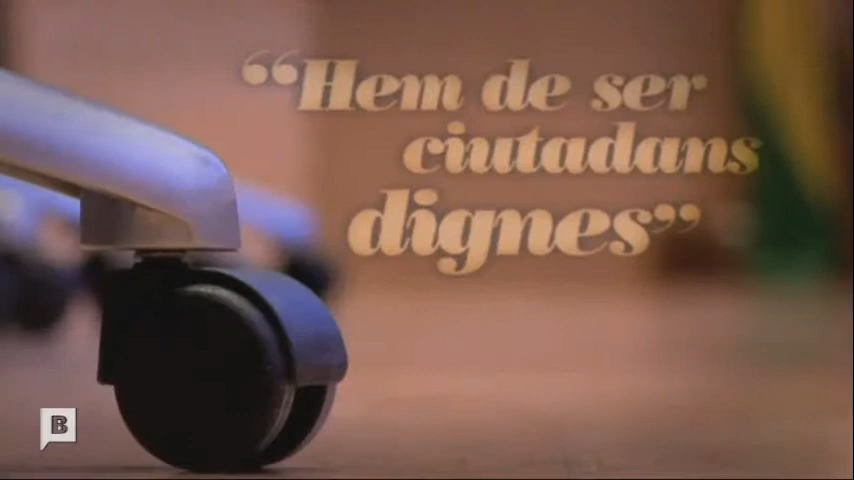 “Hem de ser
ciutadans
dignes”
B